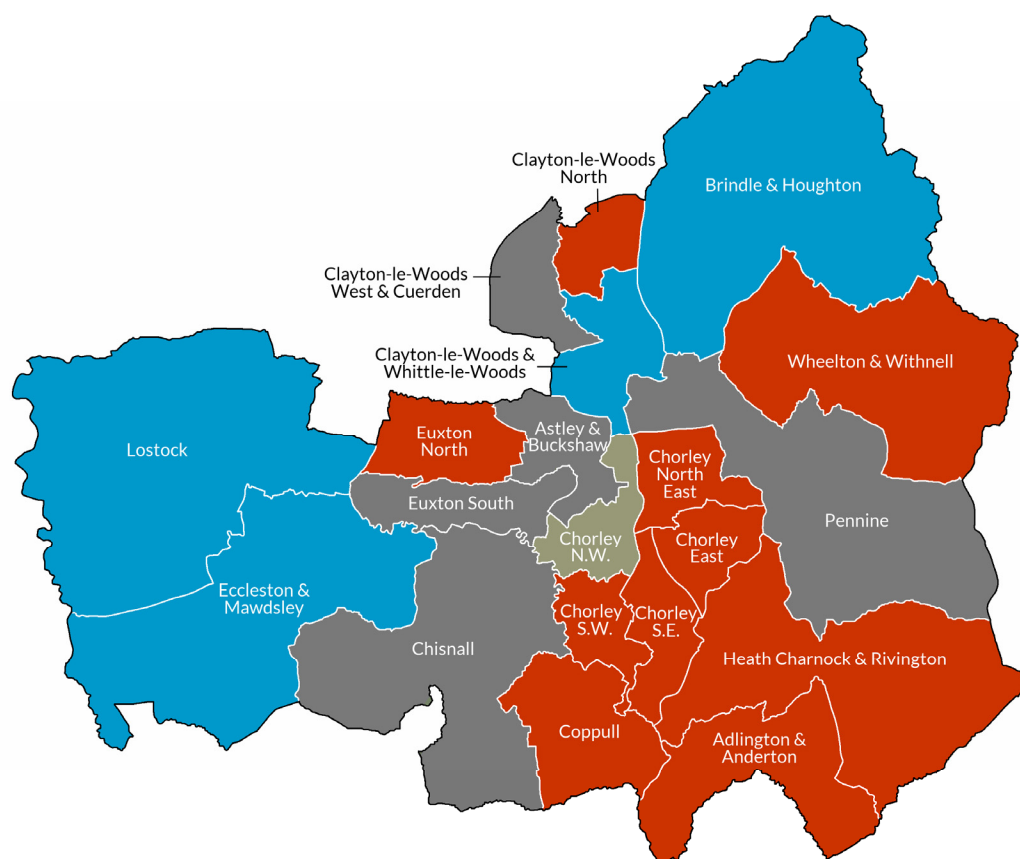 Clayton-le-Woods
North
Brindle & Houghton
Clayton-le-Woods
West & Cuerden
Clayton-le-Woods &
Whittle-le-Woods
Wheelton & Withnell
Lostock
Euxton
North
Astley &
Buckshaw
Chorley
North
East
Euxton South
Pennine
Chorley
N.W.
Chorley
East
Eccleston &
Mawdsley
Chorley
S.W.
Chorley
S.E.
Chisnall
Heath Charnock & Rivington
Coppull
Adlington &
Anderton